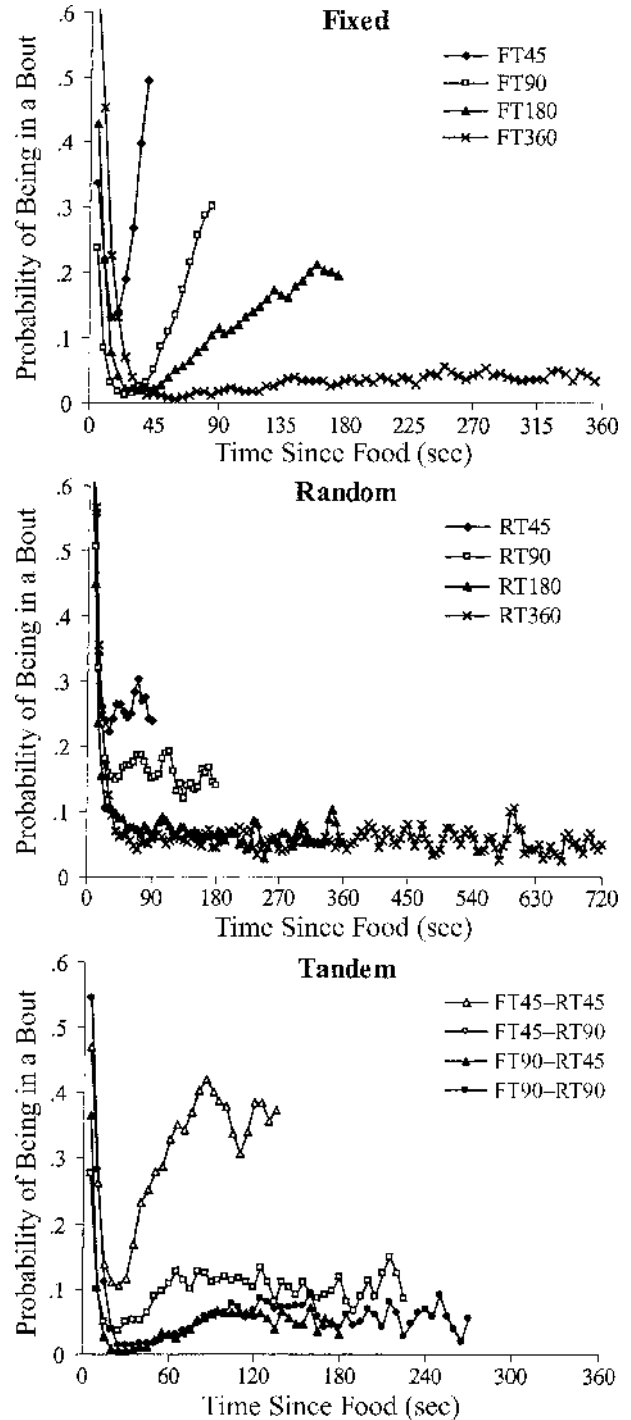 Fixed
.6
.5
.4
.3
.2
.1
0
Probability of Being in a Bout
FT45
FT90
FT180
FT360
0 45 90 135 180 225 270 315 360
Time Since Food (sec)
Random
.6
.5
.4
.3
.2
.1
0
Probability of Being in a Bout
RT45
RT90
RT180
RT360
0 90 180 270 360 450 540 630 720
Time Since Food (sec)
Tandem
.6
.5
.4
.3
.2
.1
0
Probability of Being in a Bout
FT45–RT45
FT45–RT90
FT90–RT45
FT90–RT90
0 60 120 180 240 300 360
Time Since Food (sec)